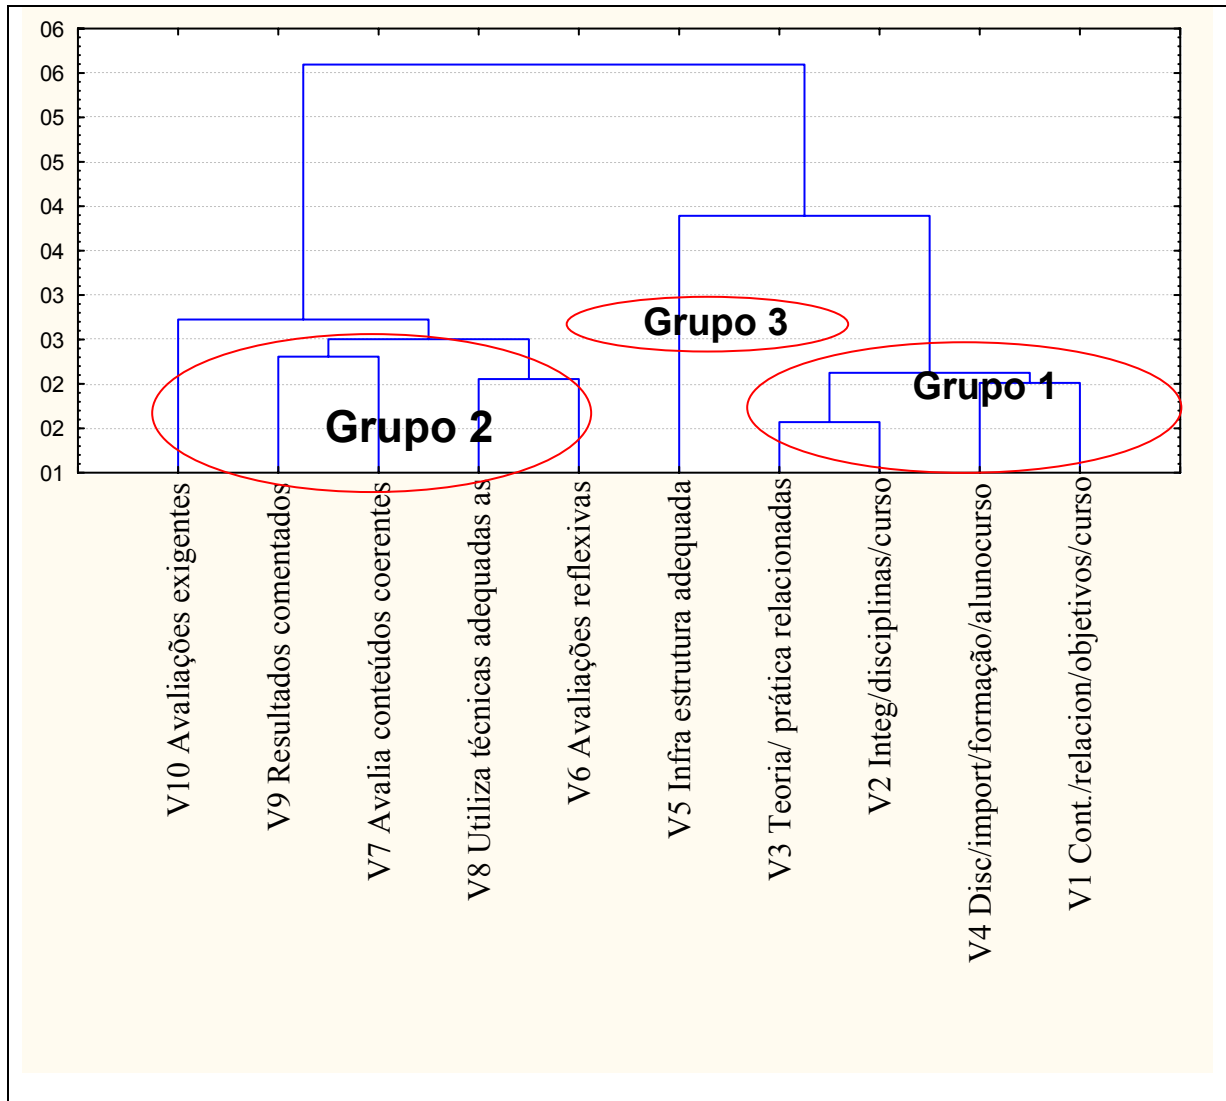 06
06
05
05
04
04
03
03
02
02
01
Grupo 3
Grupo 1
Grupo 2
V10 Avaliações exigentes
V9 Resultados comentados
V7 Avalia conteúdos coerentes
V8 Utiliza técnicas adequadas as
V6 Avaliações reflexivas
V5 Infra estrutura adequada
V3 Teoria/ prática relacionadas
V2 Integ/disciplinas/curso
V4 Disc/import/formação/alunocurso
V1 Cont./relacion/objetivos/curso